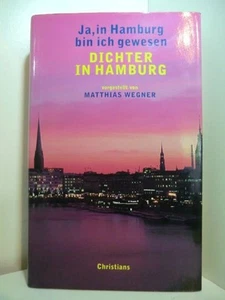 Ja, in Hamburg
bin ich gewesen
DICHTER
IN HAMBURG
vorgestellt von
MATTHIAS WEGNER
Christians